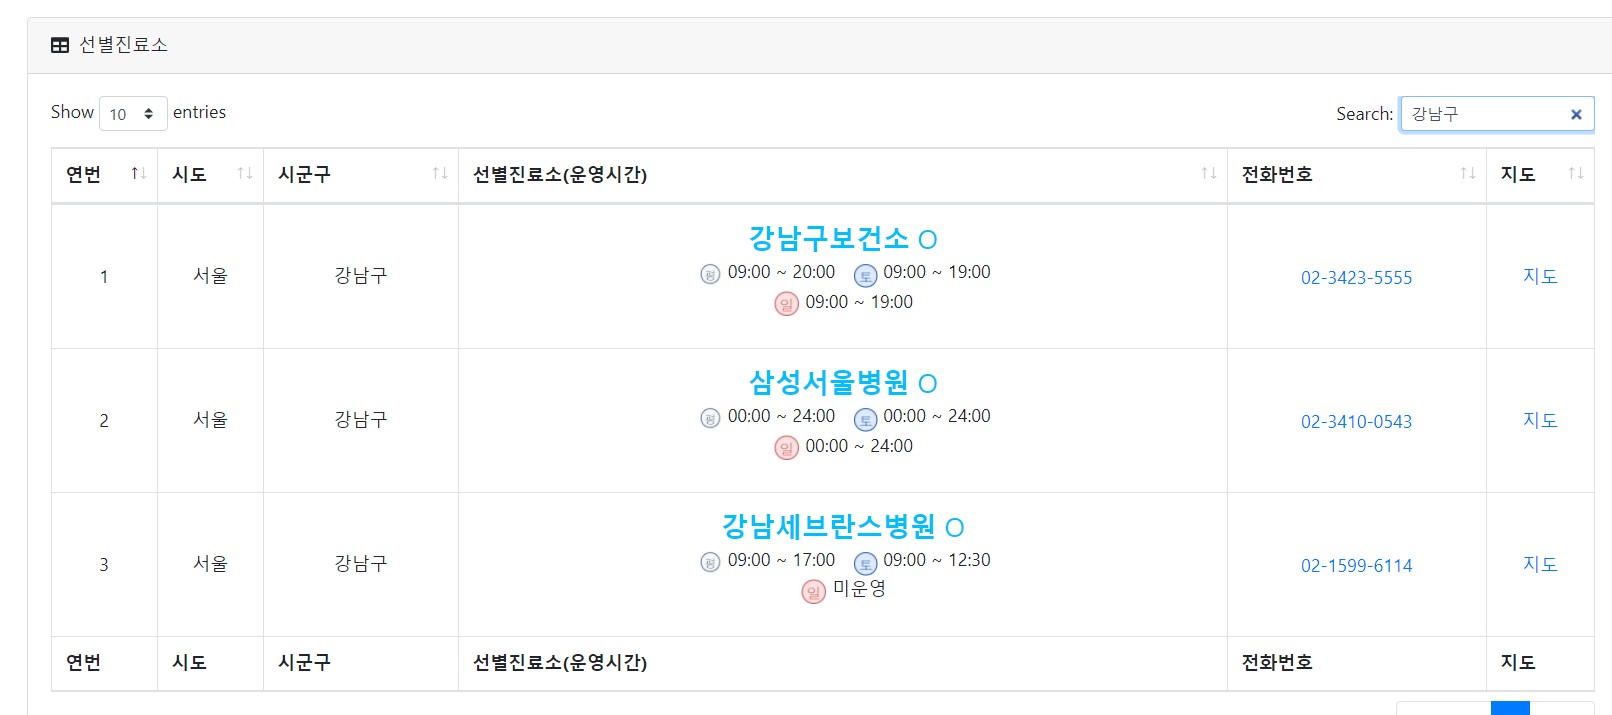 선별진료소
Show 10 entries
Search: 강남구
연번 시도 시군구 선별진료소(운영시간) 전화번호 지도
강남구보건소 O
평 09:00 ~ 20:00 토 09:00 ~ 19:00
1 서울 강남구 02-3423-5555 지도
일 09:00 ~ 19:00
삼성서울병원 O
평 00:00 ~ 24:00 토 00:00 ~ 24:00
2 서울 강남구 02-3410-0543 지도
일 00:00 ~ 24:00
강남세브란스병원 O
평 09:00 ~ 17:00 토 09:00 ~ 12:30
3 서울 강남구 02-1599-6114 지도
일 미운영
연번 시도 시군구 선별진료소(운영시간) 전화번호 지도